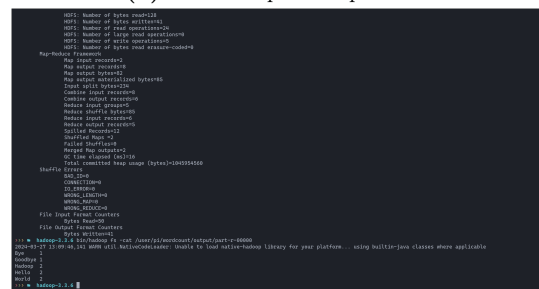 HDFS: Number of bytes read=128
HDFS: Number of bytes written=41
HDFS: Number of read operations=24
HDFS: Number of large read operations=0
HDFS: Number of write operations=5
HDFS: Number of bytes read erasure-coded=0
Map-Reduce Framework
Map input records=2
Map output records=8
Map output bytes=82
Map output materialized bytes=85
Input split bytes=234
Combine input records=8
Combine output records=6
Reduce input groups=5
Reduce shuffle bytes=85
Reduce input records=6
Reduce output records=5
Spilled Records=12
Shuffled Maps =2
Failed Shuffles=0
Merged Map outputs=2
GC time elapsed (ms)=16
Total committed heap usage (bytes)=1045954560
Shuffle Errors
BAD_ID=0
CONNECTION=0
IO_ERROR=0
WRONG_LENGTH=0
WRONG_MAP=0
WRONG_REDUCE=0
File Input Format Counters
Bytes Read=50
File Output Format Counters
Bytes Written=41
hadoop-3.3.6 bin/hadoop fs -cat /user/pi/wordcount/output/part-r-00000
2024-03-27 13:09:46,141 WARN util.NativeCodeLoader: Unable to load native-hadoop library for your platform... using builtin-java classes where applicable
Bye 1
Goodbye 1
Hadoop 2
Hello 2
World 2
hadoop-3.3.6